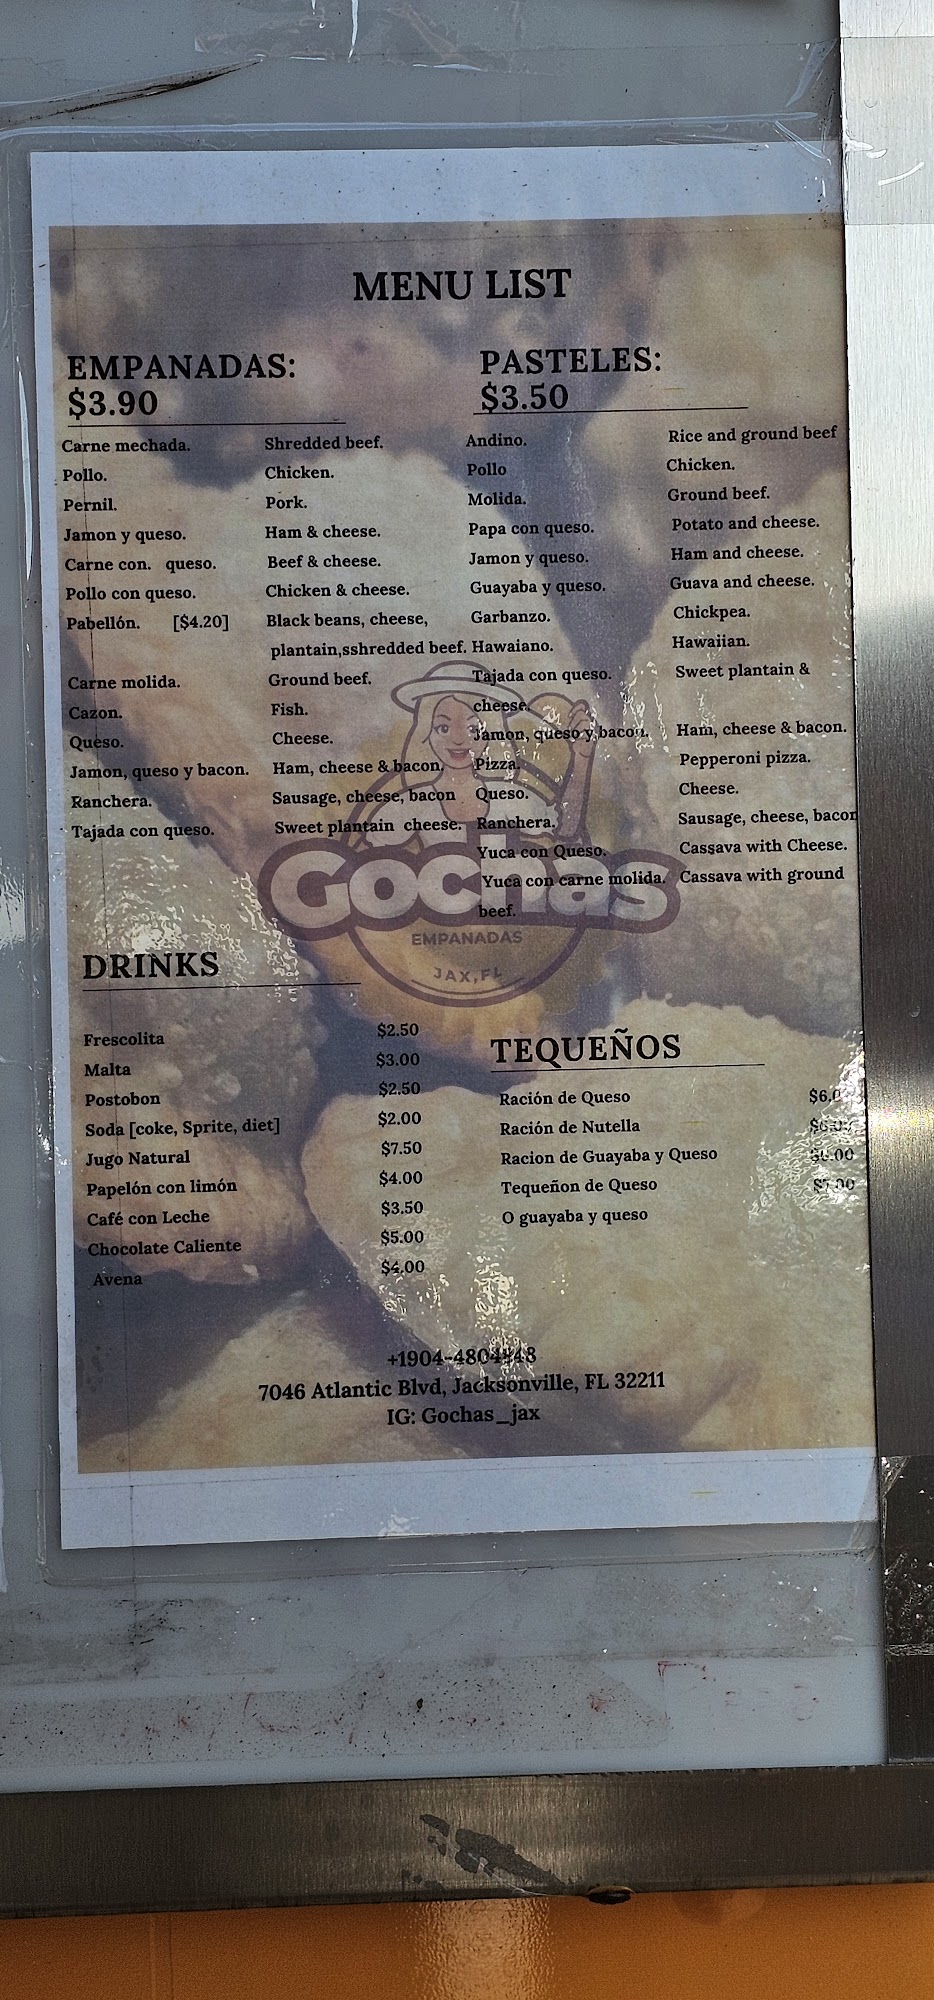 MENU LIST
EMPANADAS:
$3.90
Carne mechada. Shredded beef.
Pollo. Chicken.
Pernil. Pork.
Jamon y queso. Ham & cheese.
Carne con. queso. Beef & cheese.
Pollo con queso. Chicken & cheese.
Pabellón. [$4.20] Black beans, cheese,
plantain,sshredded beef.
Carne molida. Ground beef.
Cazon. Fish.
Queso. Cheese.
Jamon, queso y bacon. Ham, cheese & bacon.
Ranchera. Sausage, cheese, bacon
Tajada con queso. Sweet plantain cheese.
PASTELES:
$3.50
Andino. Rice and ground beef
Pollo Chicken.
Molida. Ground beef.
Papa con queso. Potato and cheese.
Jamon y queso. Ham and cheese.
Guayaba y queso. Guava and cheese.
Garbanzo. Chickpea.
Hawaiano. Hawaiian.
Tajada con queso. Sweet plantain &
cheese.
Jamon, queso y bacon. Ham, cheese & bacon.
Pizza. Pepperoni pizza.
Queso. Cheese.
Ranchera. Sausage, cheese, bacon
Yuca con Queso. Cassava with Cheese.
Yuca con carne molida. Cassava with ground
beef.
Gochas
EMPANADAS
JAX, FL
DRINKS
Frescolita $2.50
Malta $3.00
Postobon $2.50
Soda [coke, Sprite, diet] $2.00
Jugo Natural $7.50
Papelón con limón $4.00
Café con Leche $3.50
Chocolate Caliente $5.00
Avena $4.00
TEQUEÑOS
Ración de Queso
Ración de Nutella
Racion de Guayaba y Queso
Tequeñon de Queso
O guayaba y queso
7046 Atlantic Blvd, Jacksonville, FL 32211
IG: Gochas_jax